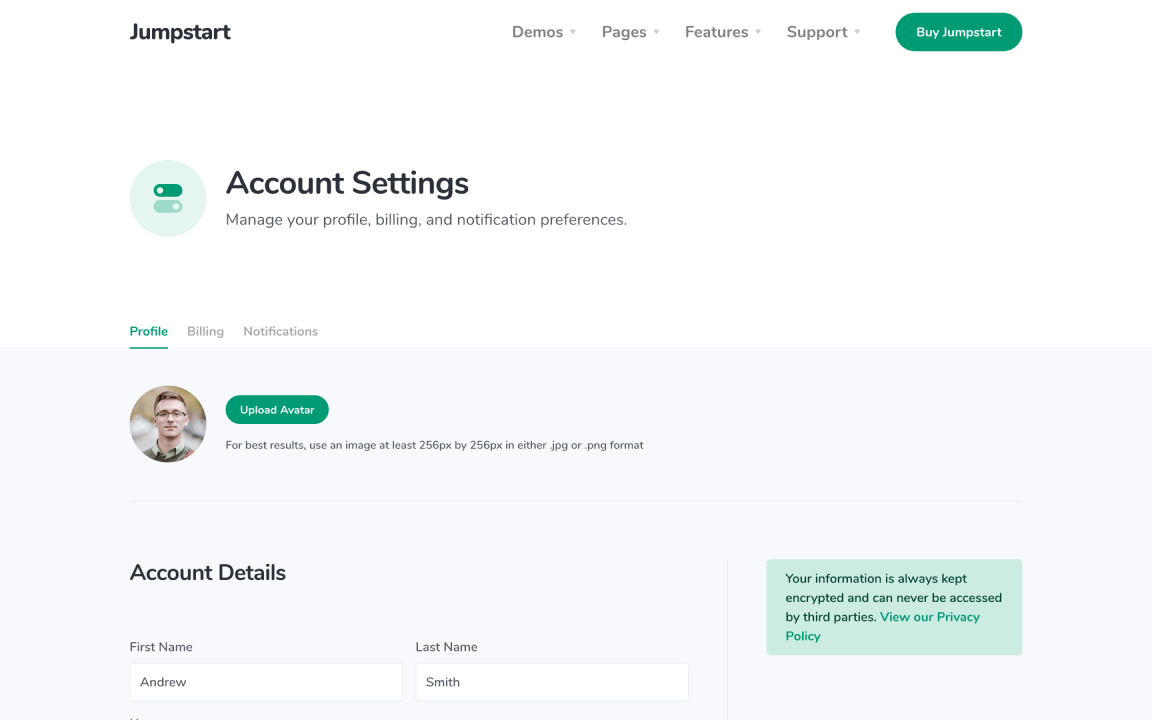 Jumpstart
Demos
Pages
Features
Support
Buy Jumpstart
Account Settings
Manage your profile, billing, and notification preferences.
Profile
Billing
Notifications
Upload Avatar
For best results, use an image at least 256px by 256px in either .jpg or .png format
Account Details
Your information is always kept
encrypted and can never be accessed
by third parties. View our Privacy
Policy
First Name
Last Name
Andrew
Smith